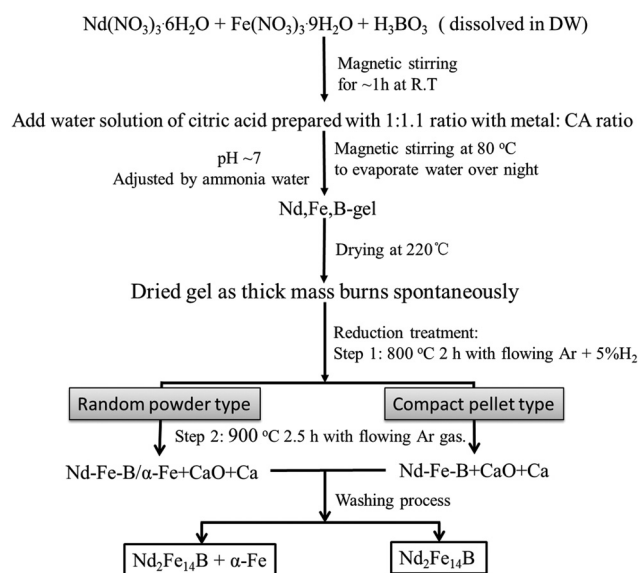 Nd(NO₃)₃·6H₂O + Fe(NO₃)₃·9H₂O + H₃BO₃ ( dissolved in DW)
Magnetic stirring
for ~1h at R.T
Add water solution of citric acid prepared with 1:1.1 ratio with metal: CA ratio
pH ~7
Adjusted by ammonia water
Magnetic stirring at 80 ºC
to evaporate water over night
Nd,Fe,B-gel
Drying at 220℃
Dried gel as thick mass burns spontaneously
Reduction treatment:
Step 1: 800 ºC 2 h with flowing Ar + 5%H₂
Random powder type
Compact pellet type
Step 2: 900 ºC 2.5 h with flowing Ar gas.
Nd-Fe-B/α-Fe+CaO+Ca
Nd-Fe-B+CaO+Ca
Washing process
Nd₂Fe₁₄B + α-Fe
Nd₂Fe₁₄B